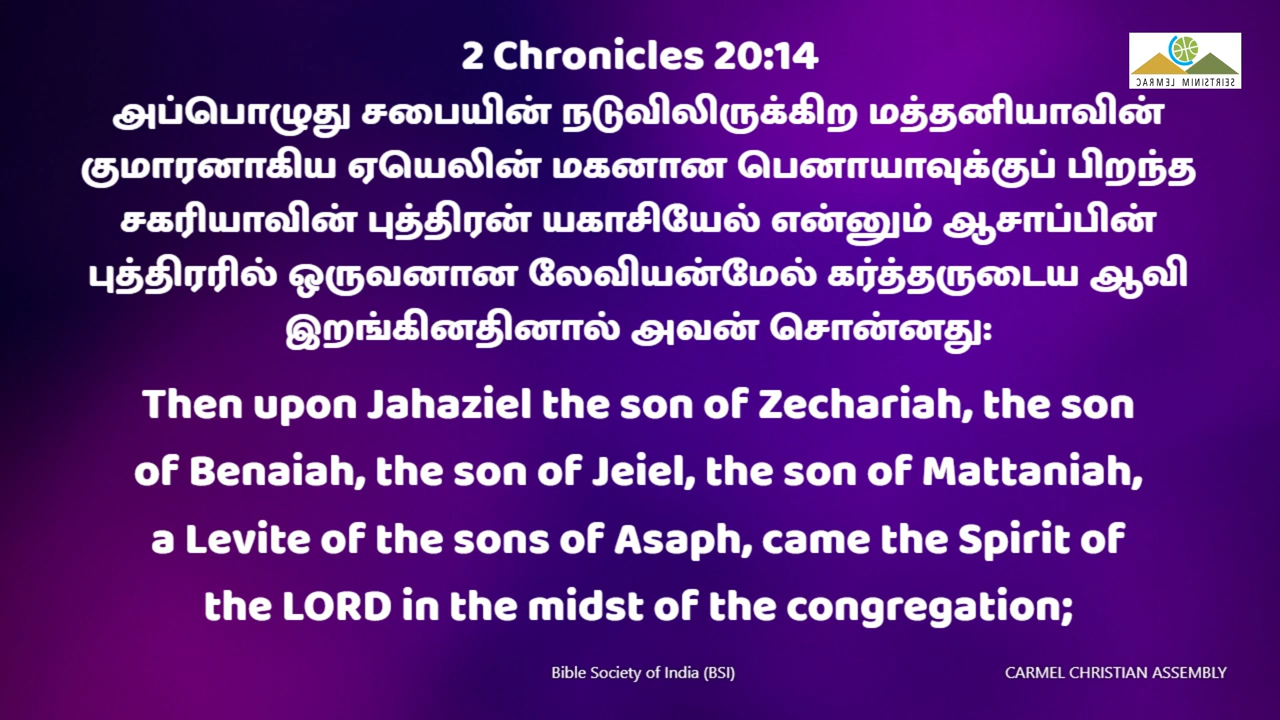 2 Chronicles 20:14
CARMEL MINISTRIES
அப்பொழுது சபையின் நடுவிலிருக்கிற மத்தனியாவின்
குமாரனாகிய ஏயெலின் மகனான பெனாயாவுக்குப் பிறந்த
சகரியாவின் புத்திரன் யகாசியேல் என்னும் ஆசாப்பின்
புத்திரரில் ஒருவனான லேவியன்மேல் கர்த்தருடைய ஆவி
இறங்கினதினால் அவன் சொன்னது:
Then upon Jahaziel the son of Zechariah, the son
of Benaiah, the son of Jeiel, the son of Mattaniah,
a Levite of the sons of Asaph, came the Spirit of
the LORD in the midst of the congregation;
Bible Society of India (BSI)
CARMEL CHRISTIAN ASSEMBLY